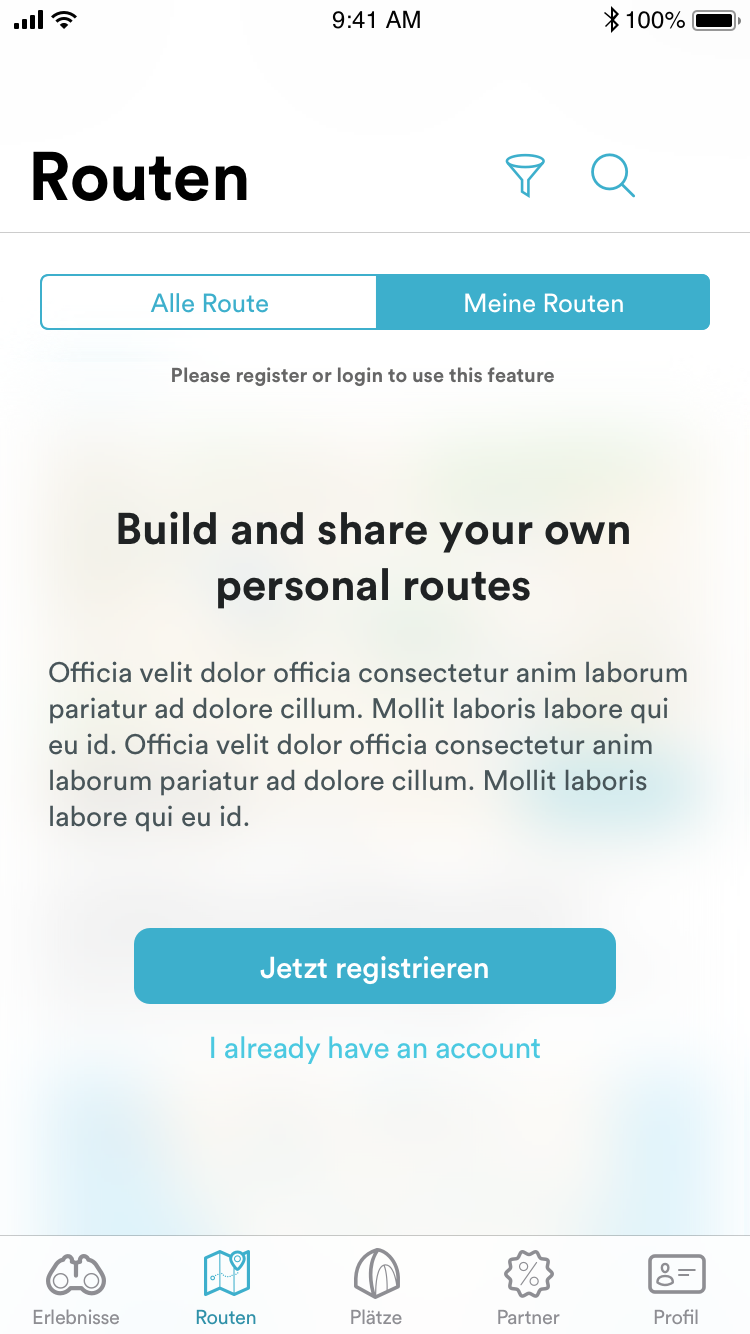 9:41 AM 100%
Routen
Alle Route Meine Routen
Please register or login to use this feature
Build and share your own
personal routes
Officia velit dolor officia consectetur anim laborum
pariatur ad dolore cillum. Mollit laboris labore qui
eu id. Officia velit dolor officia consectetur anim
laborum pariatur ad dolore cillum. Mollit laboris
labore qui eu id.
Jetzt registrieren
I already have an account
Erlebnisse Routen Plätze Partner Profil